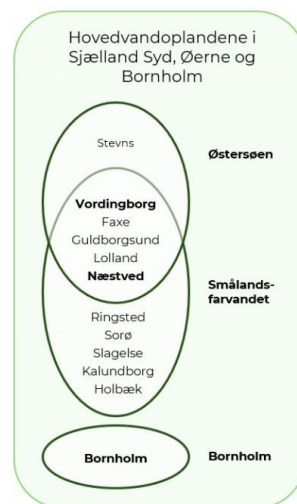 Hovedvandoplandene i
Sjælland Syd, Øerne og
Bornholm
Stevns
Østersøen
Vordingborg
Faxe
Guldborgsund
Lolland
Næstved
Smålands-
farvandet
Ringsted
Sorø
Slagelse
Kalundborg
Holbæk
Bornholm
Bornholm